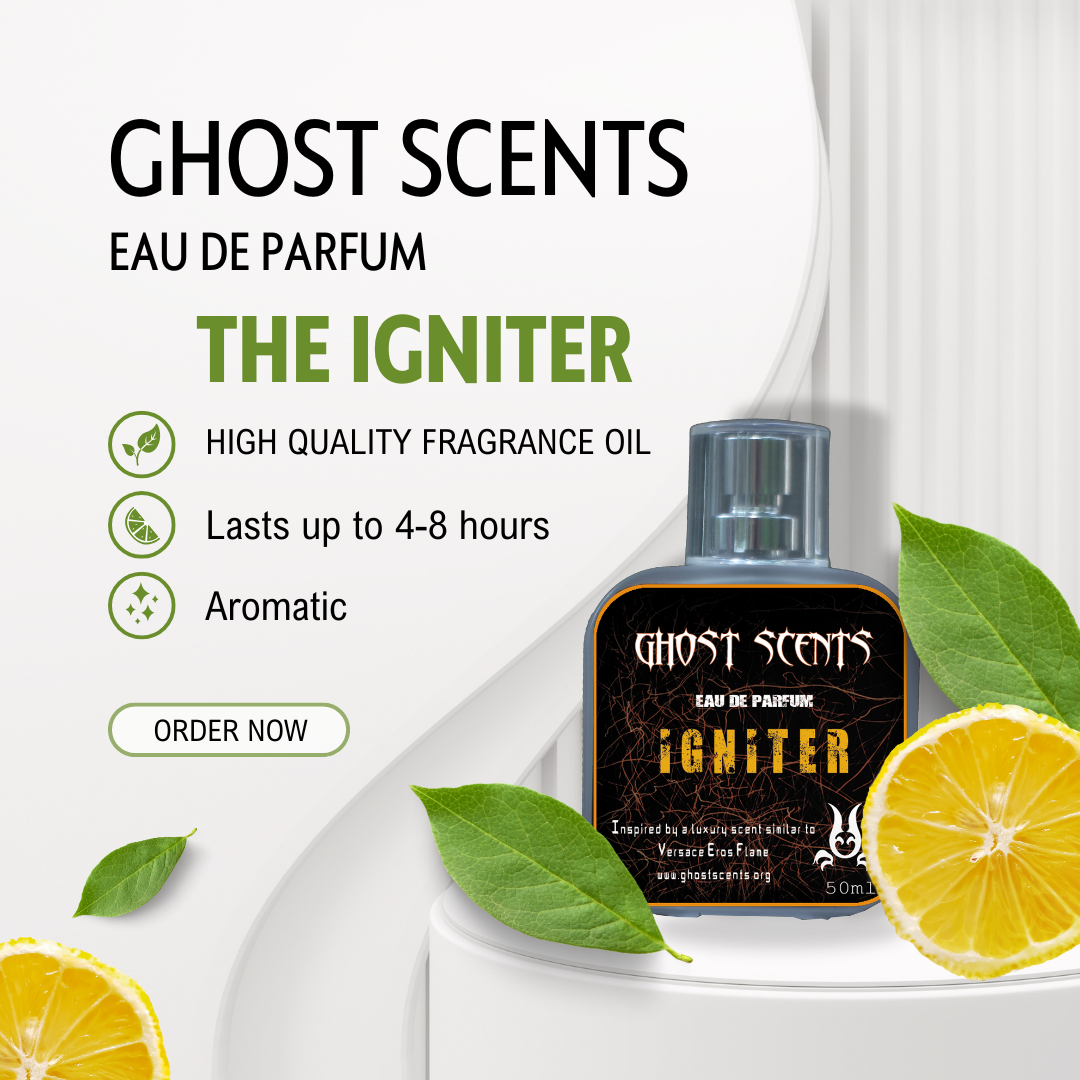 GHOST SCENTS
EAU DE PARFUM
THE IGNITER
HIGH QUALITY FRAGRANCE OIL
Lasts up to 4-8 hours
Aromatic
ORDER NOW
GHOST SCENTS
EAU DE PARFUM
iGNiTER
Inspired by a luxury scent similar to
Versace Eros Flame
www.ghostscents.org
50ml